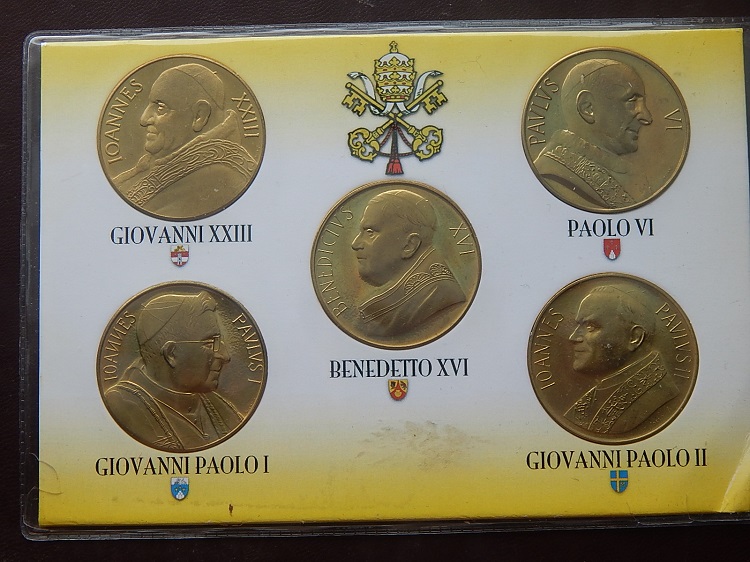 IOANNES XXIII
GIOVANNI XXIII
PAVLVS VI
PAOLO VI
BENEDICTVS XVI
BENEDETTO XVI
IOANNES PAVLVS I
GIOVANNI PAOLO I
IOANNES PAVLVS II
GIOVANNI PAOLO II